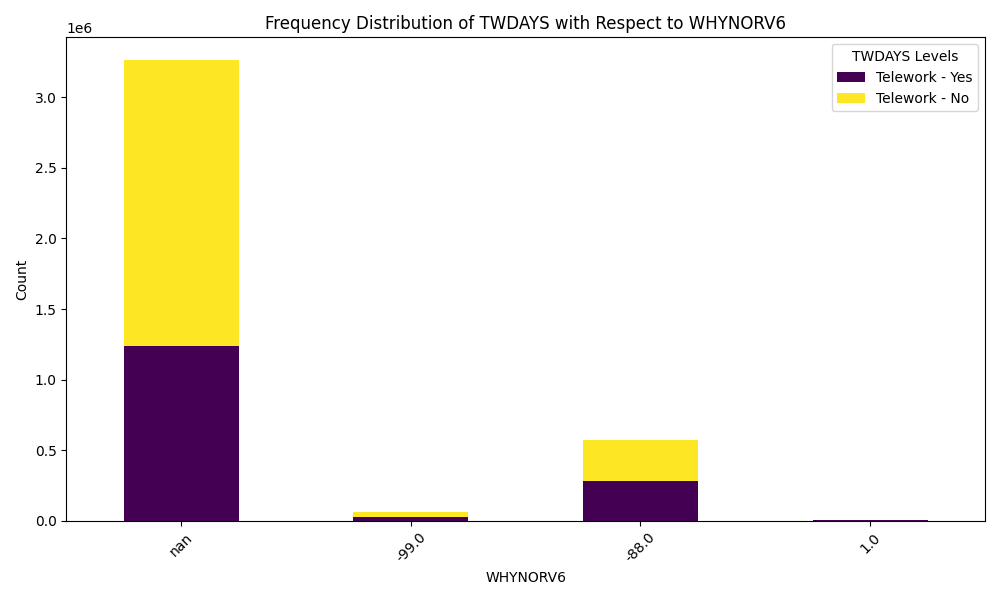 Frequency Distribution of TWDAYS with Respect to WHYNORV6
1e6
TWDAYS Levels
Telework - Yes
Telework - No
3.0
2.5
2.0
1.5
1.0
0.5
0.0
Count
nan
-99.0
-88.0
1.0
WHYNORV6